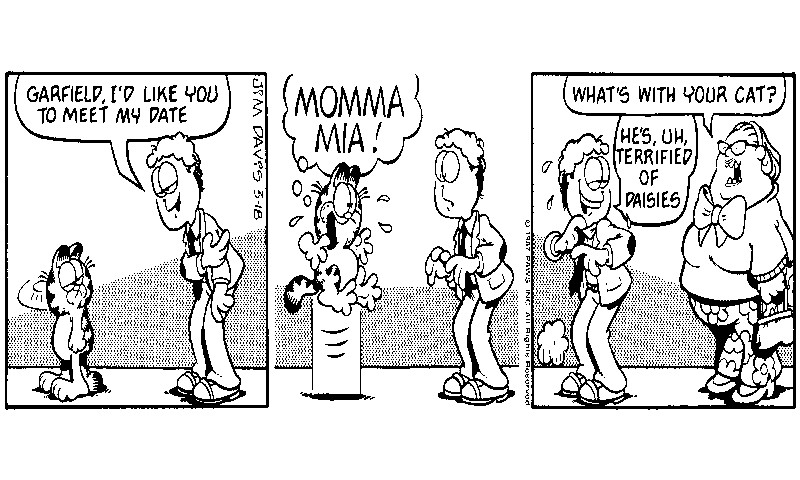 GARFIELD, I'D LIKE YOU
TO MEET MY DATE
JIM DAVIS 3-18
MOMMA
MIA!
WHAT'S WITH YOUR CAT?
HE'S, UH,
TERRIFIED
OF
DAISIES